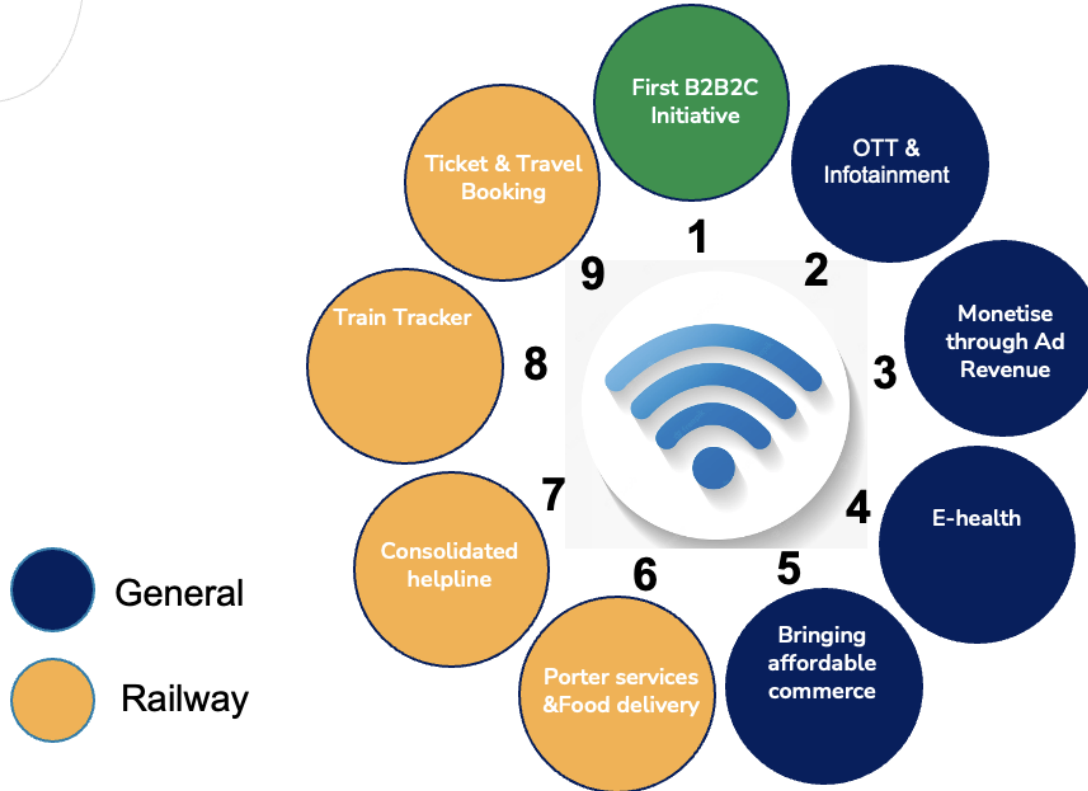 First B2B2C
Initiative
OTT &
Infotainment
Monetise
through Ad
Revenue
E-health
Bringing
affordable
commerce
Porter services
&Food delivery
Consolidated
helpline
Train Tracker
Ticket & Travel
Booking
1
2
3
4
5
6
7
8
9
General
Railway